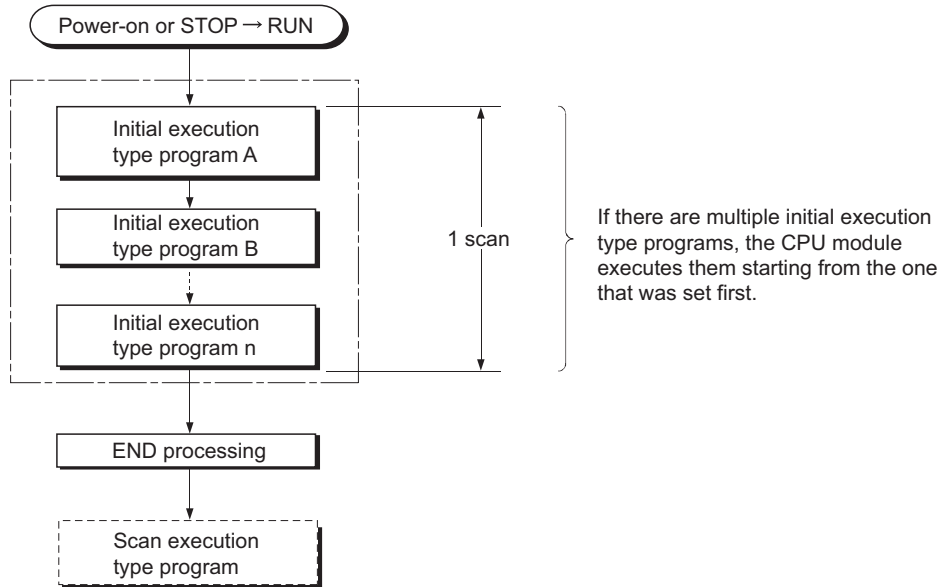 Power-on or STOP → RUN
Initial execution
type program A
Initial execution
type program B
1 scan
If there are multiple initial execution
type programs, the CPU module
executes them starting from the one
that was set first.
Initial execution
type program n
END processing
Scan execution
type program